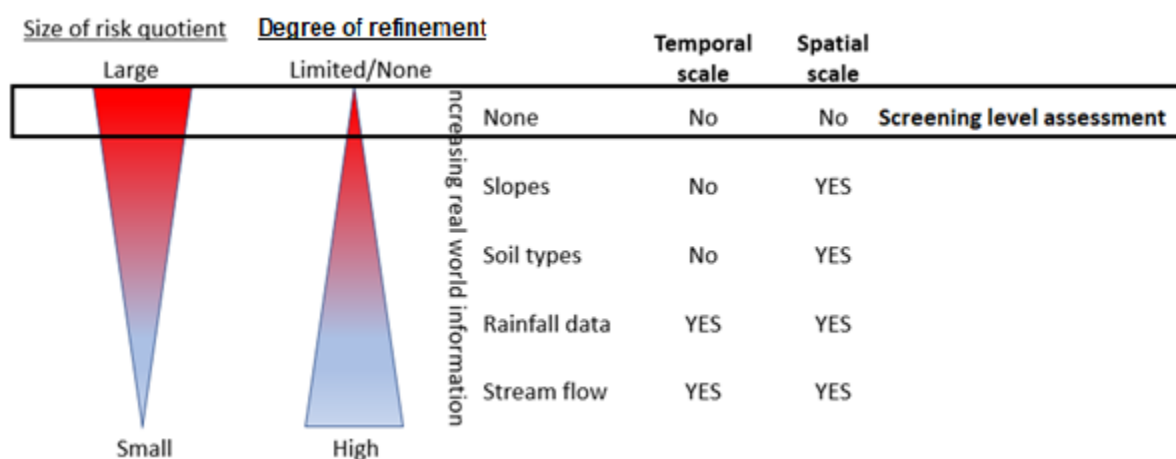 Size of risk quotient
Degree of refinement
Temporal scale
Spatial scale
Large
Limited/None
None No No Screening level assessment
Slopes No YES
Soil types No YES
Rainfall data YES YES
Stream flow YES YES
ncreasing real world information
Small
High